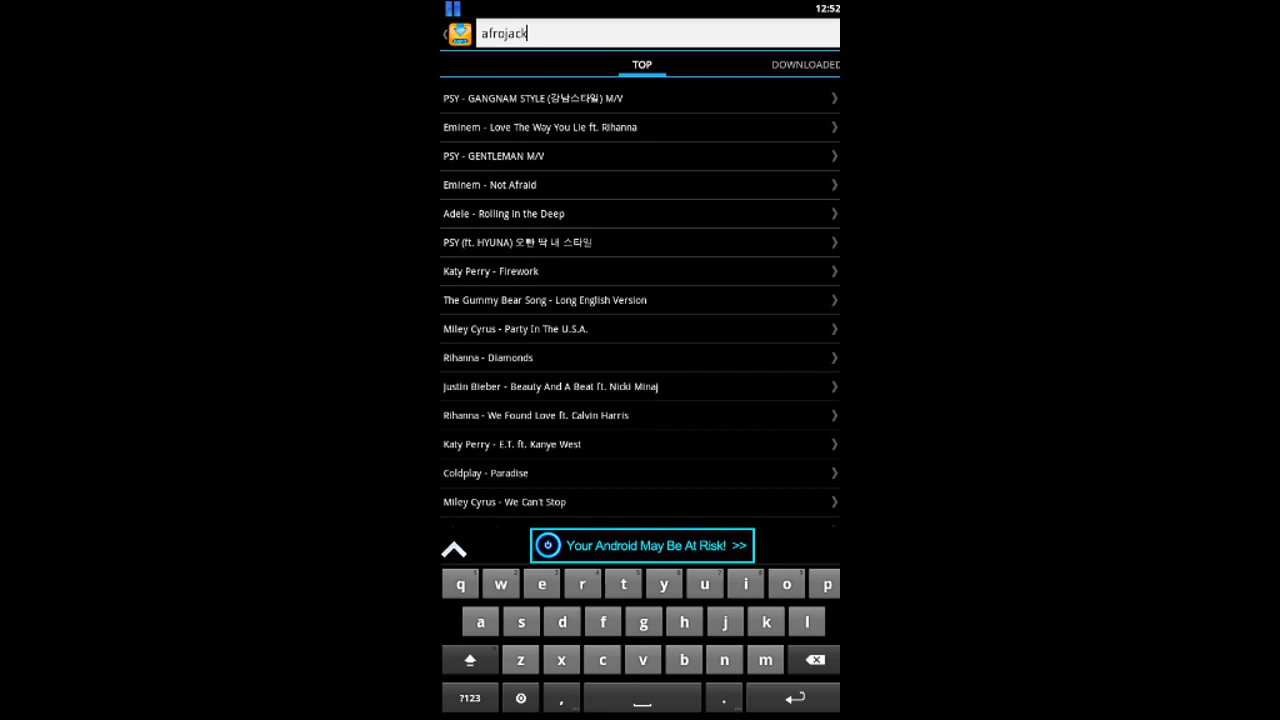 12:52
afrojack
TOP DOWNLOADED
PSY - GANGNAM STYLE (강남스타일) M/V
Eminem - Love The Way You Lie ft. Rihanna
PSY - GENTLEMAN M/V
Eminem - Not Afraid
Adele - Rolling in the Deep
PSY (ft. HYUNA) 오빤 딱 내 스타일
Katy Perry - Firework
The Gummy Bear Song - Long English Version
Miley Cyrus - Party In The U.S.A.
Rihanna - Diamonds
Justin Bieber - Beauty And A Beat ft. Nicki Minaj
Rihanna - We Found Love ft. Calvin Harris
Katy Perry - E.T. ft. Kanye West
Coldplay - Paradise
Miley Cyrus - We Can't Stop
Your Android May Be At Risk! >>
q w e r t y u i o p
a s d f g h j k l
z x c v b n m
?123 , .